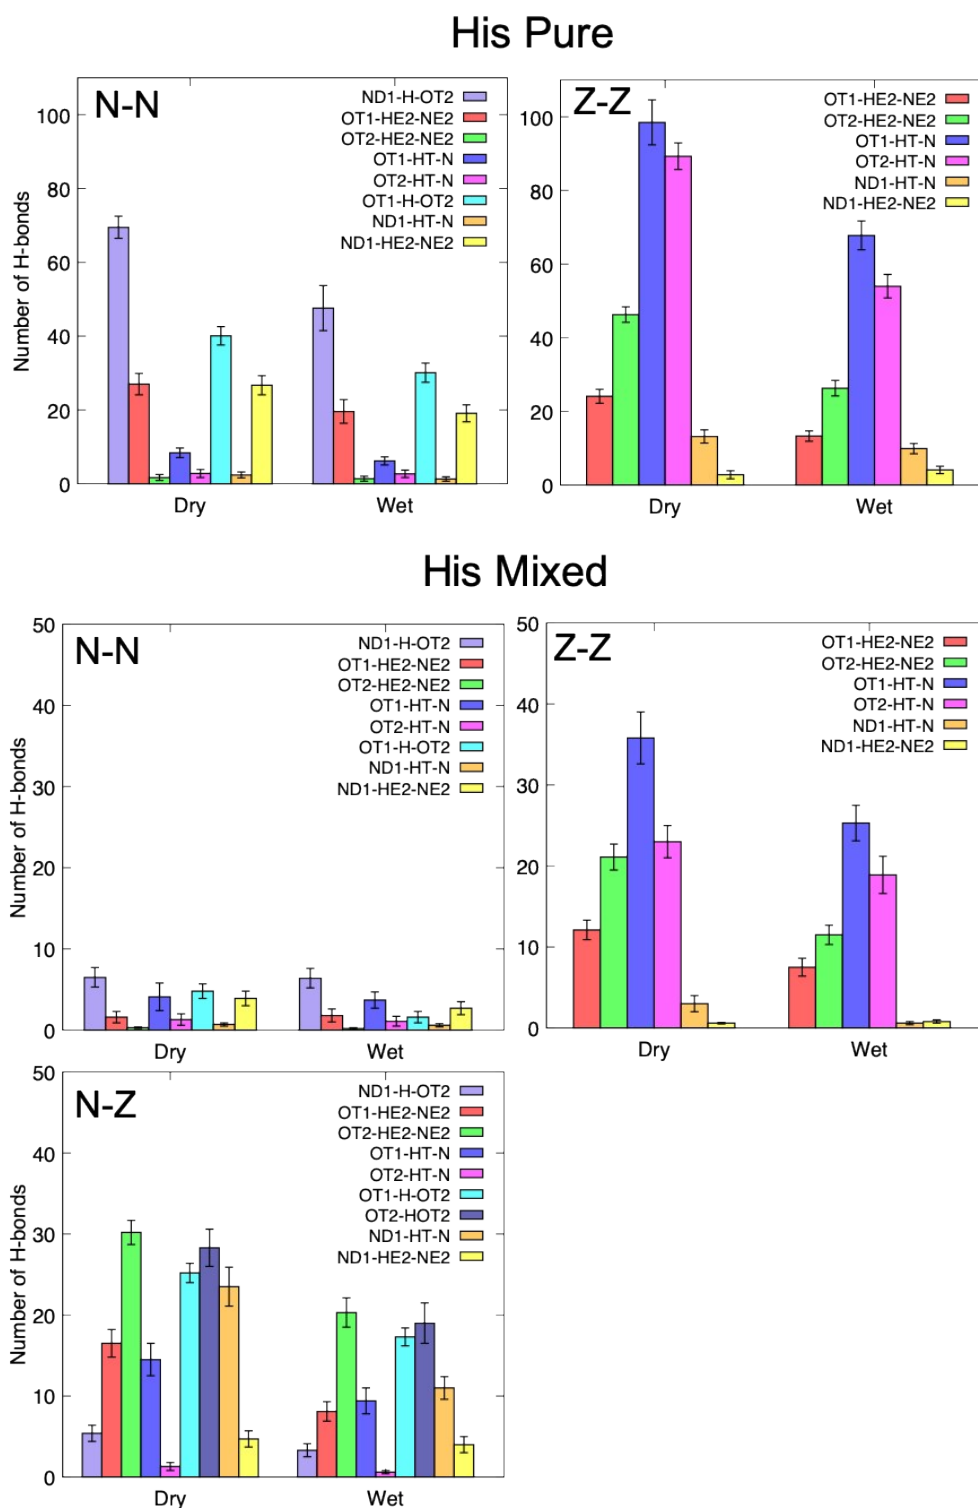 His Pure
N-N
ND1-H-OT2
OT1-HE2-NE2
OT2-HE2-NE2
OT1-HT-N
OT2-HT-N
OT1-H-OT2
ND1-HT-N
ND1-HE2-NE2
Number of H-bonds
100
80
60
40
20
0
Dry
Wet
Z-Z
OT1-HE2-NE2
OT2-HE2-NE2
OT1-HT-N
OT2-HT-N
ND1-HT-N
ND1-HE2-NE2
100
80
60
40
20
0
Dry
Wet
His Mixed
N-N
ND1-H-OT2
OT1-HE2-NE2
OT2-HE2-NE2
OT1-HT-N
OT2-HT-N
OT1-H-OT2
ND1-HT-N
ND1-HE2-NE2
Number of H-bonds
50
40
30
20
10
0
Dry
Wet
Z-Z
OT1-HE2-NE2
OT2-HE2-NE2
OT1-HT-N
OT2-HT-N
ND1-HT-N
ND1-HE2-NE2
50
40
30
20
10
0
Dry
Wet
N-Z
ND1-H-OT2
OT1-HE2-NE2
OT2-HE2-NE2
OT1-HT-N
OT2-HT-N
OT1-H-OT2
OT2-HOT2
ND1-HT-N
ND1-HE2-NE2
Number of H-bonds
50
40
30
20
10
0
Dry
Wet